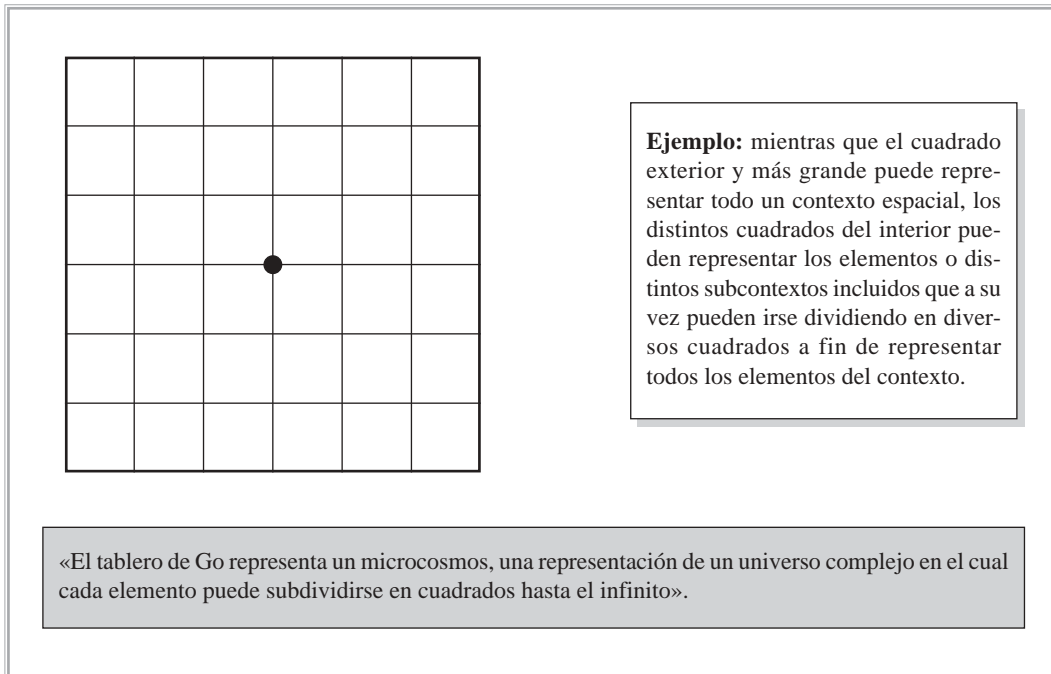 Ejemplo: mientras que el cuadrado
exterior y más grande puede repre-
sentar todo un contexto espacial, los
distintos cuadrados del interior pue-
den representar los elementos o dis-
tintos subcontextos incluidos que a su
vez pueden irse dividiendo en diver-
sos cuadrados a fin de representar
todos los elementos del contexto.
«El tablero de Go representa un microcosmos, una representación de un universo complejo en el cual
cada elemento puede subdividirse en cuadrados hasta el infinito».